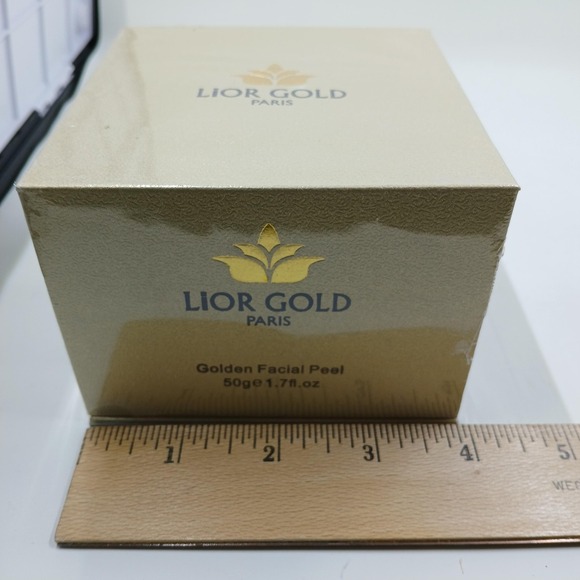 LIOR GOLD
PARIS
LIOR GOLD
PARIS
Golden Facial Peel
50g e 1.7fl.oz
1 2 3 4 5